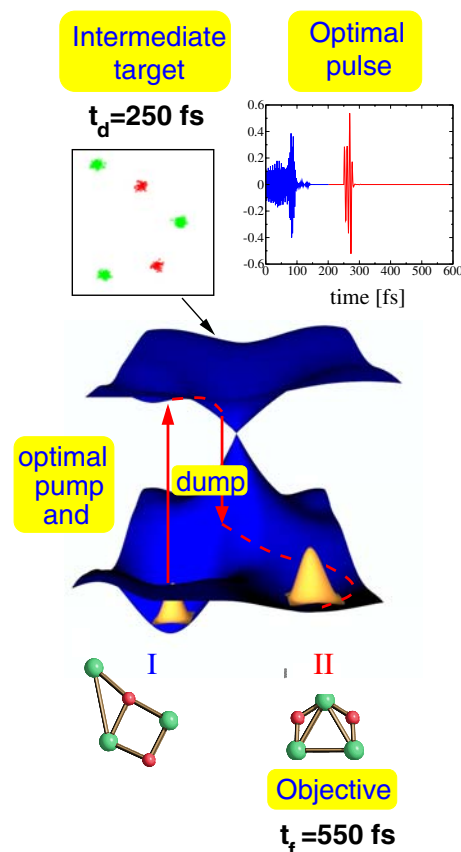 Intermediate
target
Optimal
pulse
t_d=250 fs
0.6
0.4
0.2
0
-0.2
-0.4
-0.6
0 100 200 300 400 500 600
time [fs]
optimal
pump
and
dump
I
II
Objective
t_f=550 fs